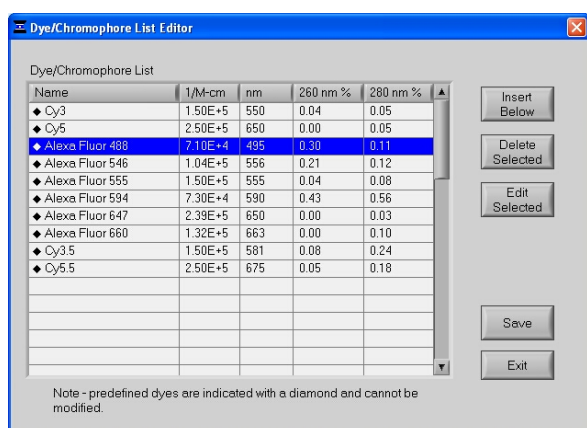 Dye/Chromophore List Editor
Dye/Chromophore List
Name 1/M-cm nm 260 nm % 280 nm %
◆ Cy3 1.50E+5 550 0.04 0.05
◆ Cy5 2.50E+5 650 0.00 0.05
◆ Alexa Fluor 488 7.10E+4 495 0.30 0.11
◆ Alexa Fluor 546 1.04E+5 556 0.21 0.12
◆ Alexa Fluor 555 1.50E+5 555 0.04 0.08
◆ Alexa Fluor 594 7.30E+4 590 0.43 0.56
◆ Alexa Fluor 647 2.39E+5 650 0.00 0.03
◆ Alexa Fluor 660 1.32E+5 663 0.00 0.10
◆ Cy3.5 1.50E+5 581 0.08 0.24
◆ Cy5.5 2.50E+5 675 0.05 0.18
Insert
Below
Delete
Selected
Edit
Selected
Save
Exit
Note - predefined dyes are indicated with a diamond and cannot be
modified.